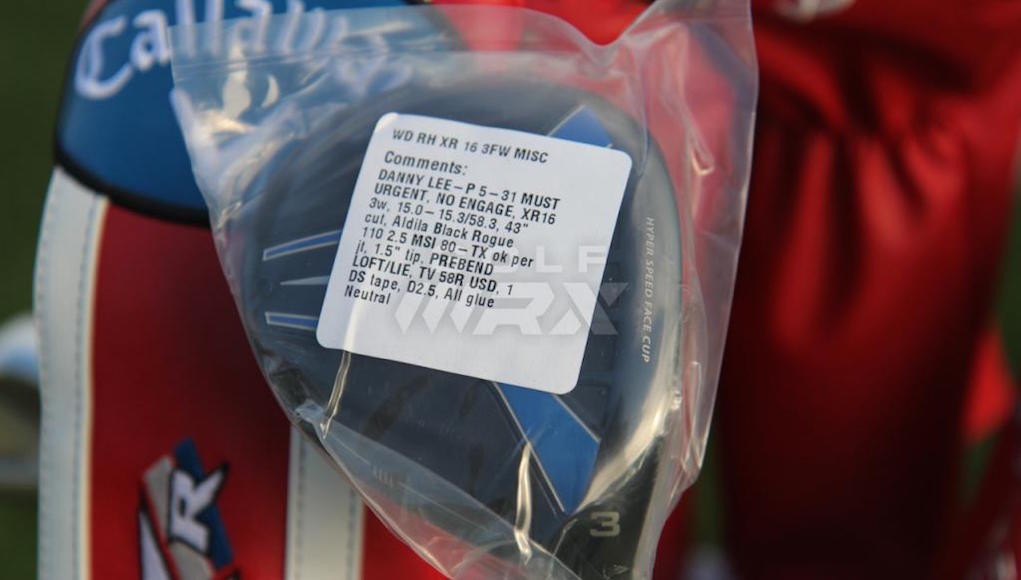 Callaway
WD RH XR 16 3FW MISC
Comments:
DANNY LEE-P 5-31 MUST
URGENT, NO ENGAGE, XR16
3w, 15.0-15.3/58.3, 43"
cut, Aldila Black Rogue
110 2.5 MSI 80-TX ok per
jt, 1.5" tip, PREBEND
LOFT/LIE, TV 58R USD, 1
DS tape, D2.5, All glue
Neutral
GOLF
WRX
HYPER SPEED FACE CUP
3
R